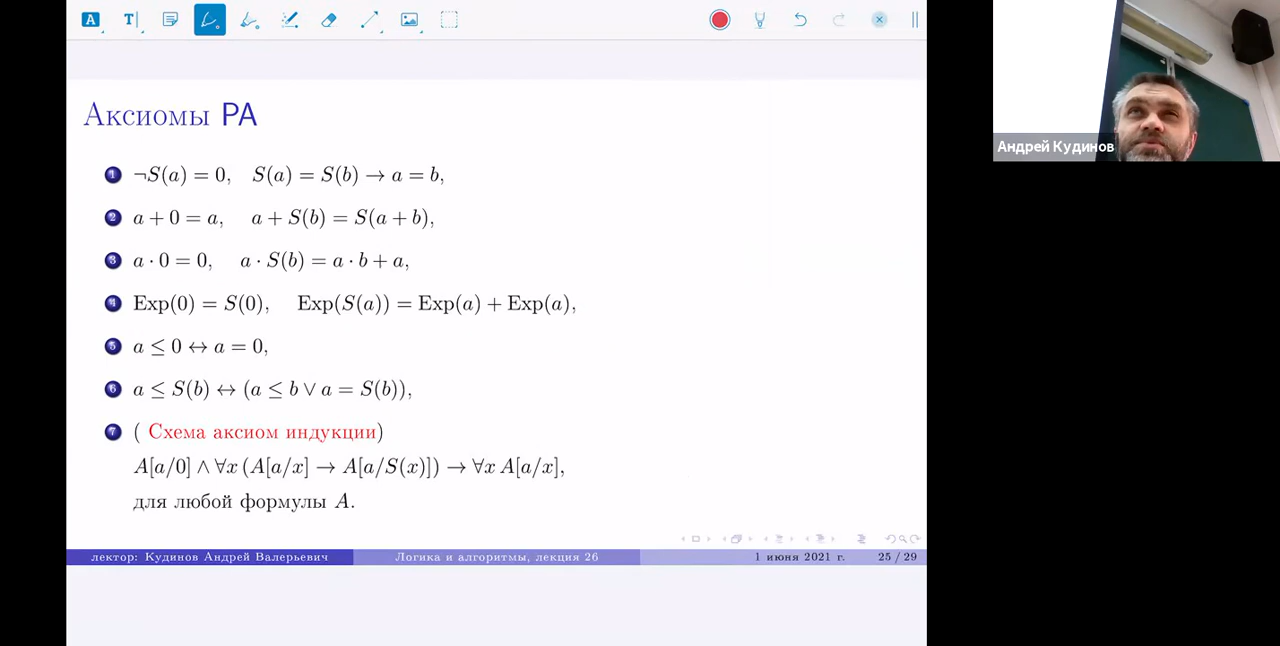 A T
Аксиомы PA
1 ¬S(a) = 0, S(a) = S(b) → a = b,
2 a + 0 = a, a + S(b) = S(a + b),
3 a · 0 = 0, a · S(b) = a · b + a,
4 Exp(0) = S(0), Exp(S(a)) = Exp(a) + Exp(a),
5 a ≤ 0 ↔ a = 0,
6 a ≤ S(b) ↔ (a ≤ b ∨ a = S(b)),
7 ( Схема аксиом индукции)
A[a/0] ∧ ∀x (A[a/x] → A[a/S(x)]) → ∀x A[a/x],
для любой формулы A.
лектор: Кудинов Андрей Валерьевич Логика и алгоритмы, лекция 26 1 июня 2021 г. 25 / 29
Андрей Кудинов